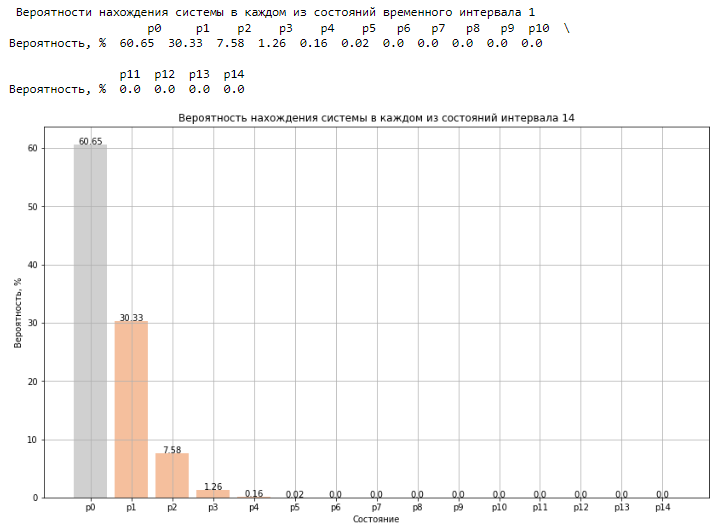 Вероятности нахождения системы в каждом из состояний временного интервала 1
p0 p1 p2 p3 p4 p5 p6 p7 p8 p9 p10 \
Вероятность, % 60.65 30.33 7.58 1.26 0.16 0.02 0.0 0.0 0.0 0.0 0.0
p11 p12 p13 p14
Вероятность, % 0.0 0.0 0.0 0.0
Вероятность нахождения системы в каждом из состояний интервала 14
60.65
60
50
40
30.33
30
20
7.58
10
1.26
0.16
0.02 0.0 0.0 0.0 0.0 0.0 0.0 0.0 0.0 0.0
0
Вероятность, %
p0 p1 p2 p3 p4 p5 p6 p7 p8 p9 p10 p11 p12 p13 p14
Состояние